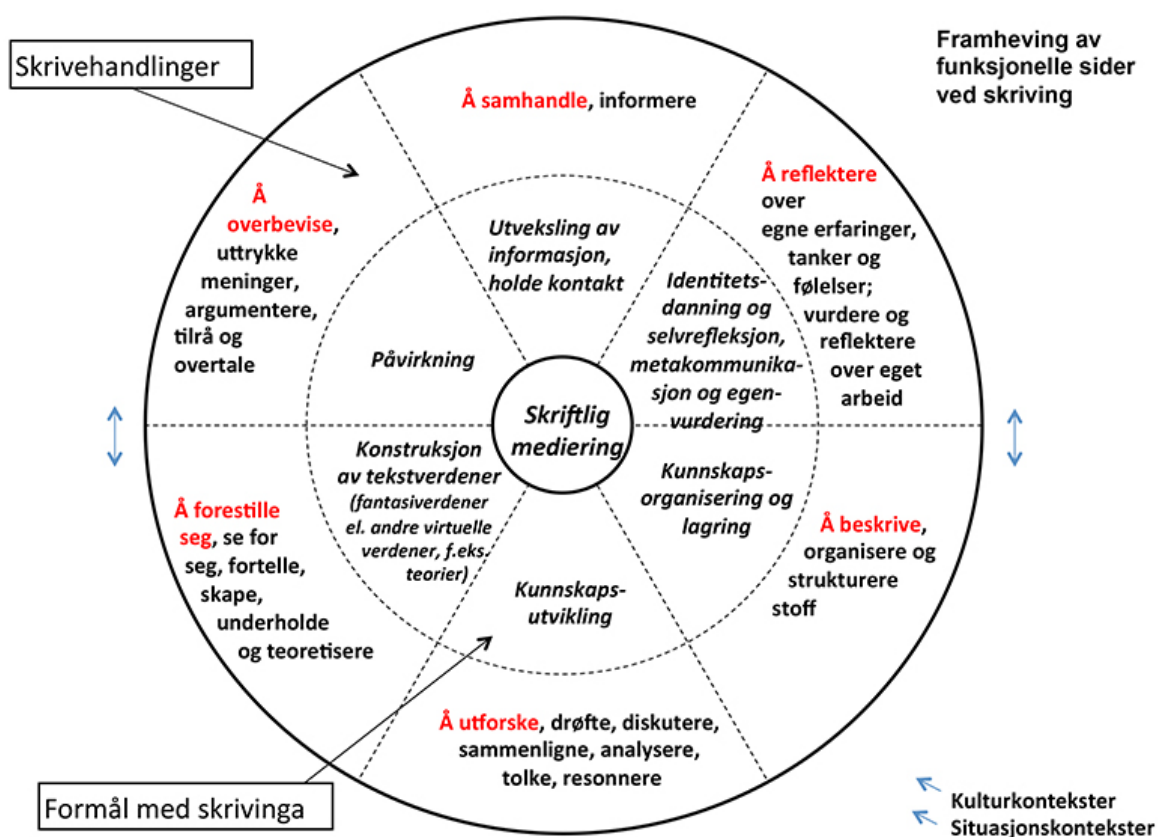 Skrivehandlinger
Framheving av
funksjonelle sider
ved skriving
Å samhandle, informere
Å reflektere
over
egne erfaringer,
tanker og
følelser;
vurdere og
reflektere
over eget
arbeid
Å
overbevise,
uttrykke
meninger,
argumentere,
tilrå og
overtale
Utveksling av
informasjon,
holde kontakt
Identitets-
danning og
selvrefleksjon,
metakommunika-
sjon og egen-
vurdering
Påvirkning
Skriftlig
mediering
Konstruksjon
av tekstverdener
(fantasiverdener
el. andre virtuelle
verdener, f.eks.
teorier)
Kunnskaps-
organisering og
lagring
Å forestille
seg, se for
seg, fortelle,
skape,
underholde
og teoretisere
Å beskrive,
organisere og
strukturere
stoff
Kunnskaps-
utvikling
Å utforske, drøfte, diskutere,
sammenligne, analysere,
tolke, resonnere
Formål med skrivinga
Kulturkontekster
Situasjonskontekster